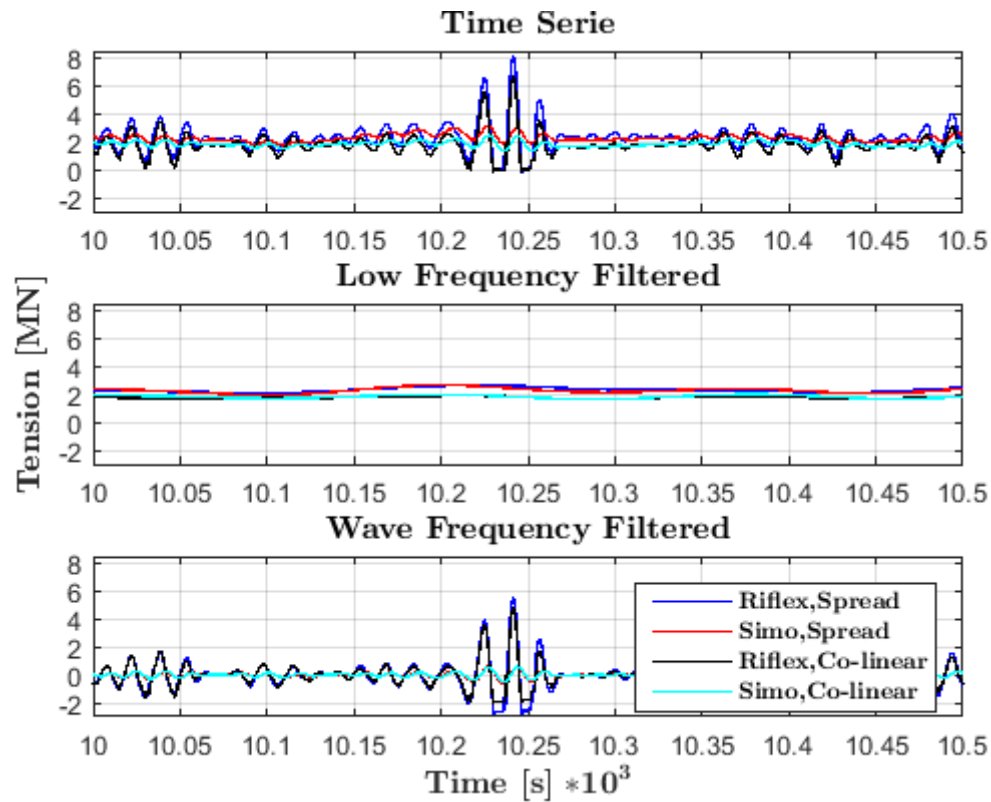 Time Serie
8
6
4
2
0
-2
10 10.05 10.1 10.15 10.2 10.25 10.3 10.35 10.4 10.45 10.5
Low Frequency Filtered
Tension [MN]
8
6
4
2
0
-2
10 10.05 10.1 10.15 10.2 10.25 10.3 10.35 10.4 10.45 10.5
Wave Frequency Filtered
8
6
4
2
0
-2
Riflex,Spread
Simo,Spread
Riflex,Co-linear
Simo,Co-linear
10 10.05 10.1 10.15 10.2 10.25 10.3 10.35 10.4 10.45 10.5
Time [s] *10³